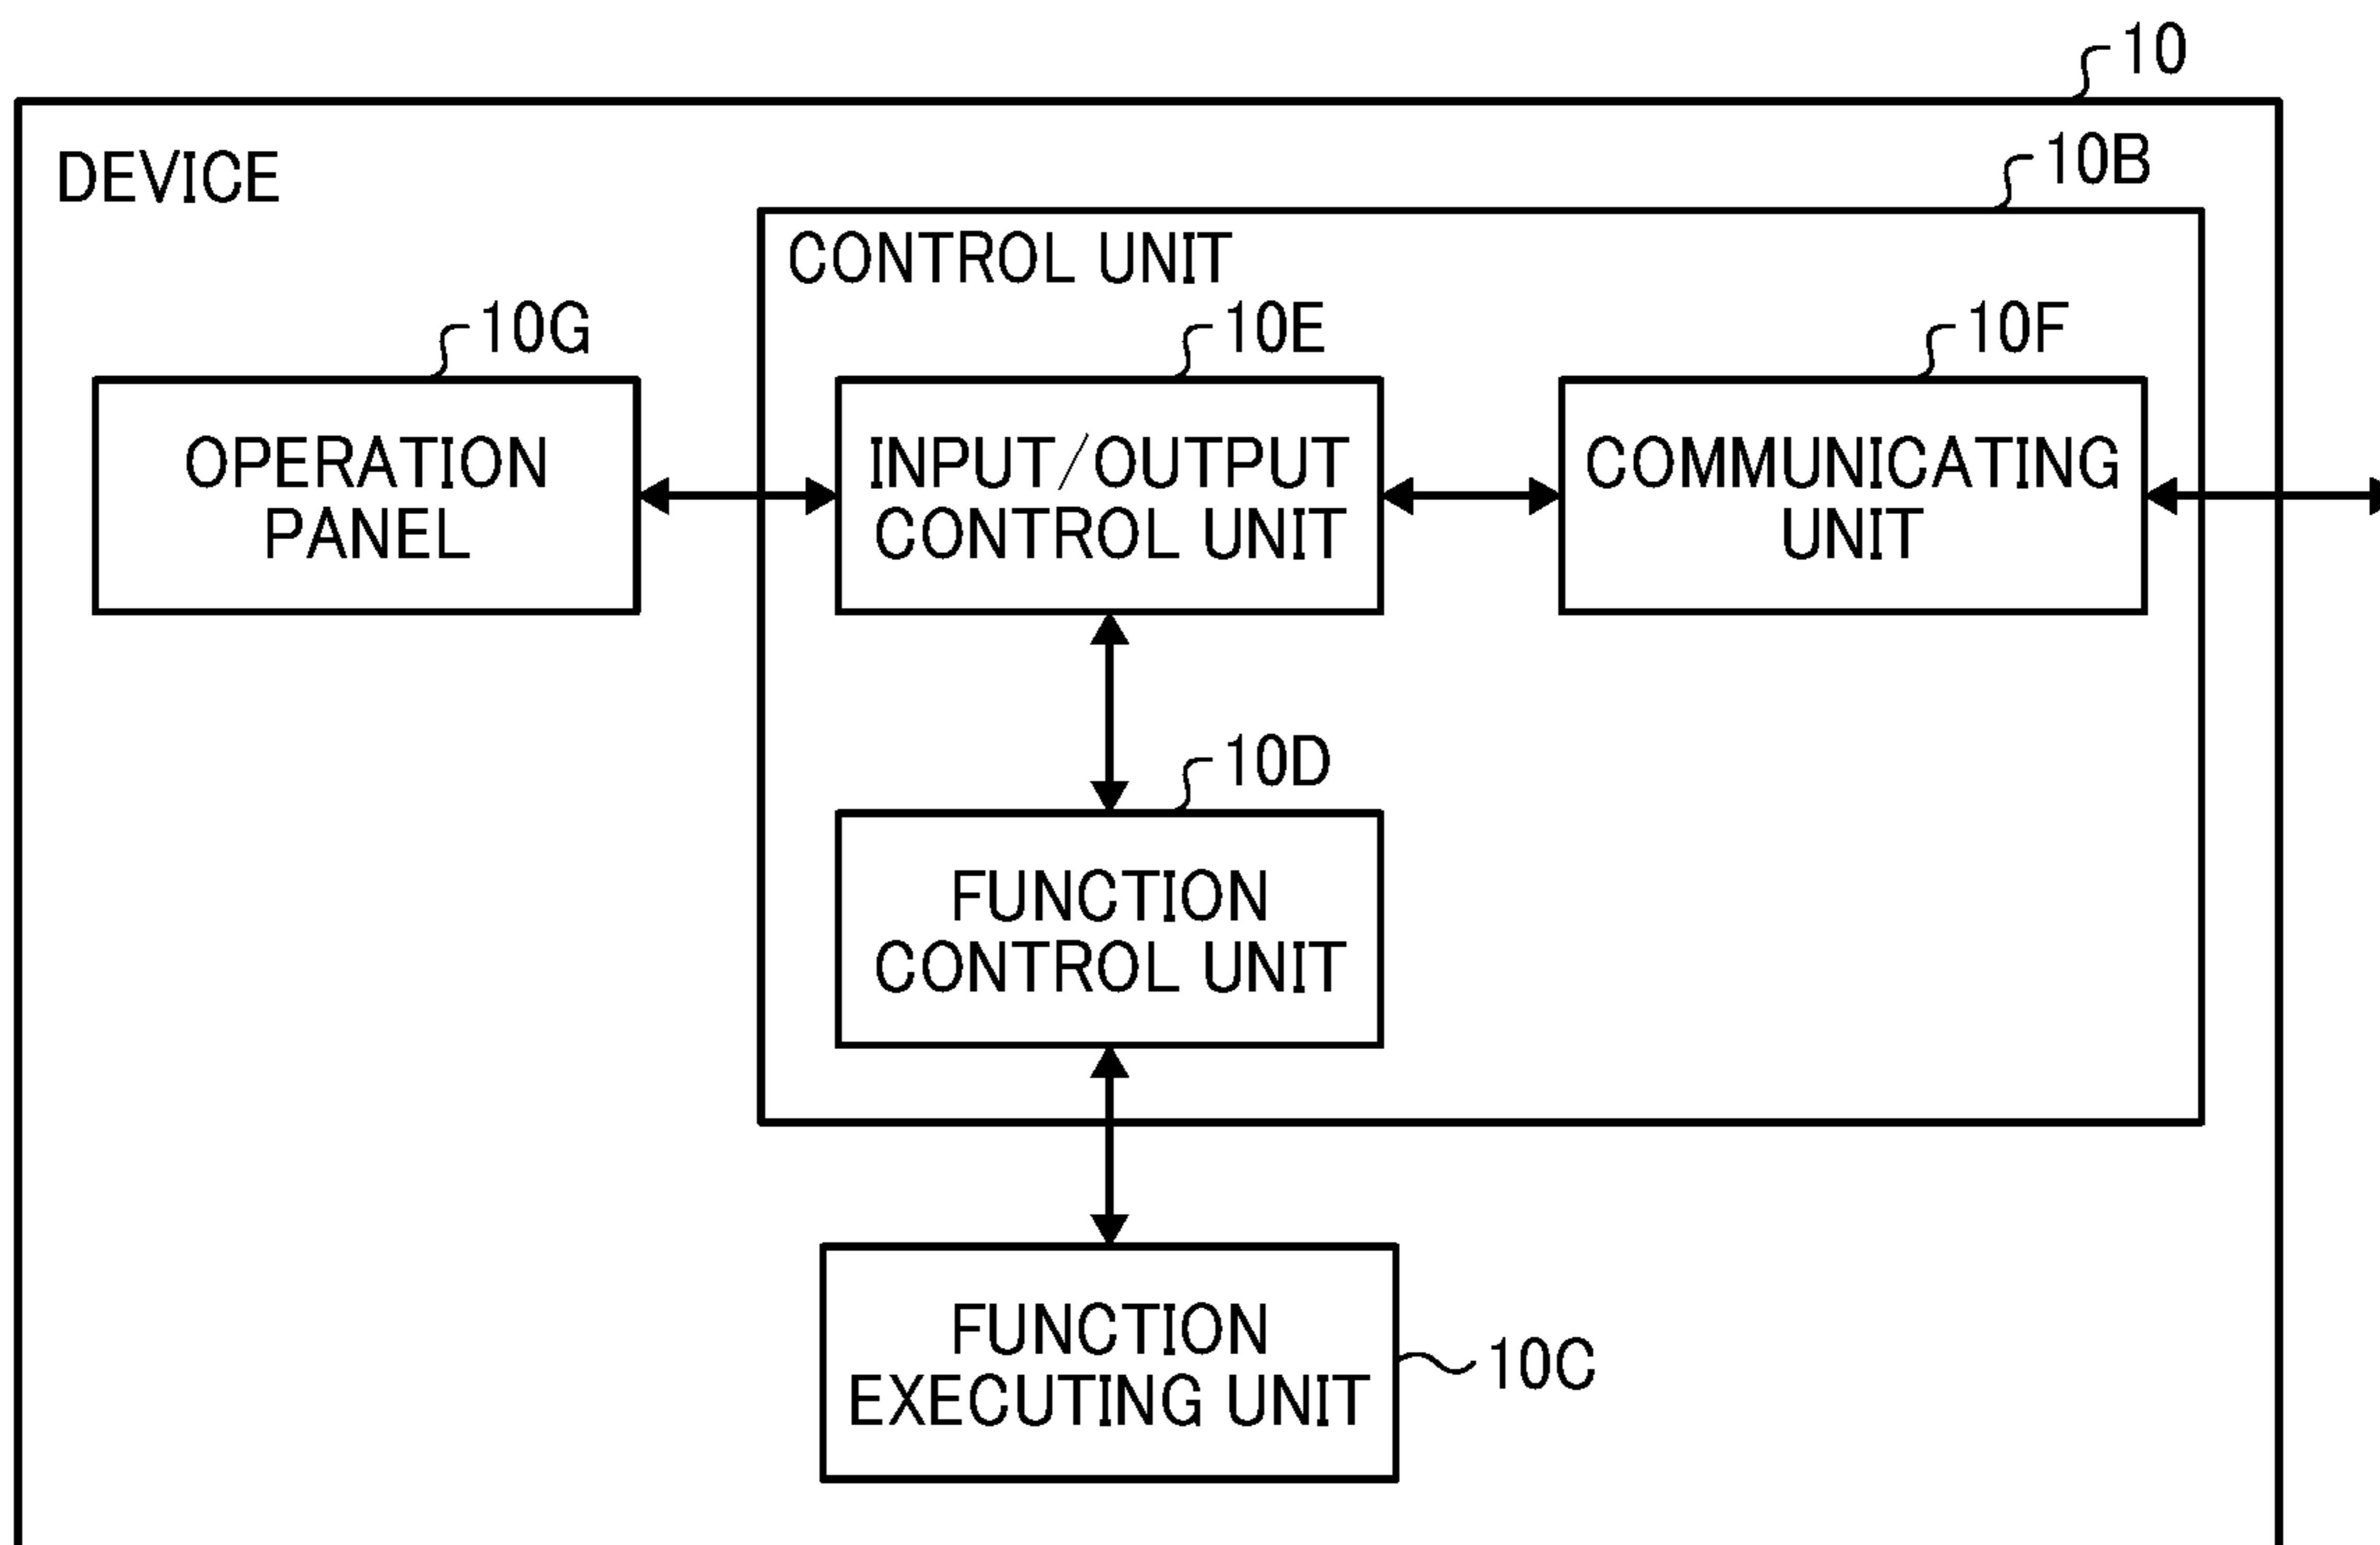 10
DEVICE
10B
CONTROL UNIT
10G
10E
10F
OPERATION
PANEL
INPUT/OUTPUT
CONTROL UNIT
COMMUNICATING
UNIT
10D
FUNCTION
CONTROL UNIT
FUNCTION
EXECUTING UNIT
10C